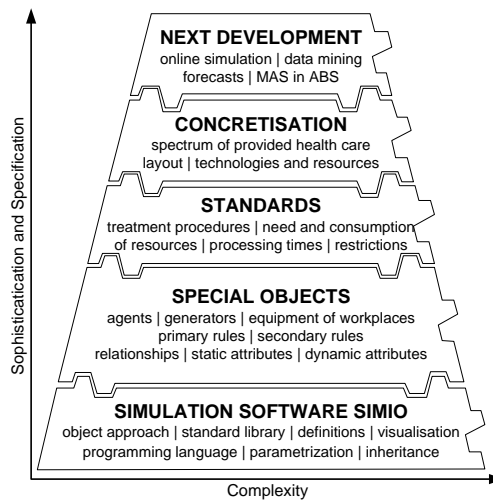 NEXT DEVELOPMENT
online simulation | data mining
forecasts | MAS in ABS
CONCRETISATION
spectrum of provided health care
layout | technologies and resources
STANDARDS
treatment procedures | need and consumption
of resources | processing times | restrictions
SPECIAL OBJECTS
agents | generators | equipment of workplaces
primary rules | secondary rules
relationships | static attributes | dynamic attributes
SIMULATION SOFTWARE SIMIO
object approach | standard library | definitions | visualisation
programming language | parametrization | inheritance
Sophisticatication and Specification
Complexity